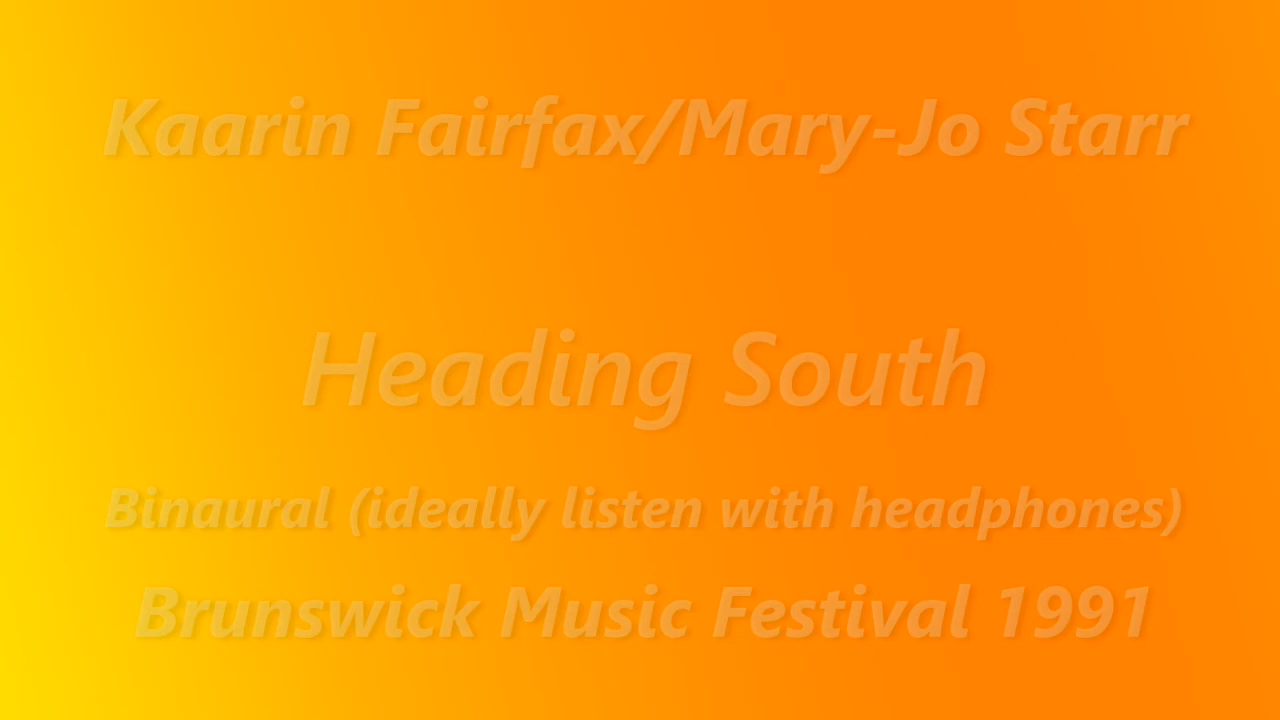 Kaarin Fairfax/Mary-Jo Starr
Heading South
Binaural (ideally listen with headphones)
Brunswick Music Festival 1991